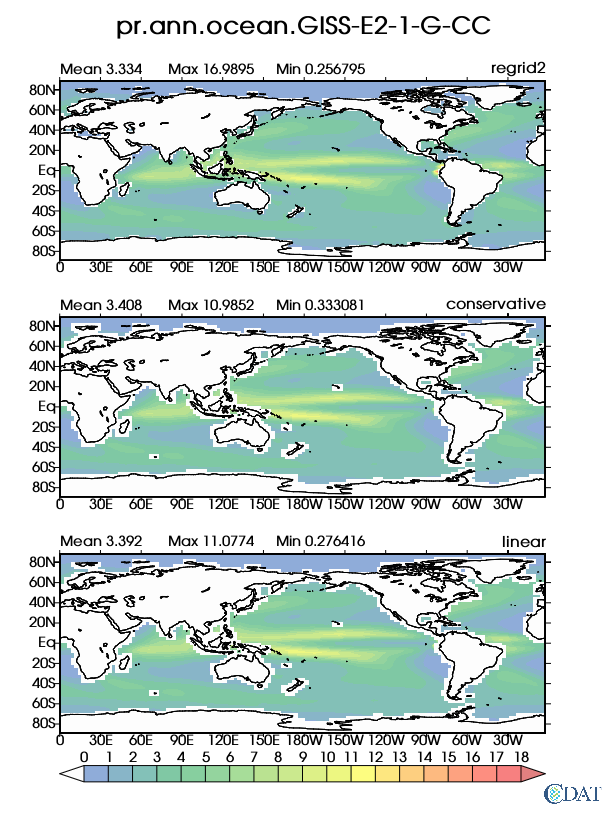 pr.ann.ocean.GISS-E2-1-G-CC
Mean 3.334 Max 16.9895 Min 0.256795 regrid2
80N
60N
40N
20N
Eq
20S
40S
60S
80S
0 30E 60E 90E 120E 150E 180W 150W 120W 90W 60W 30W
Mean 3.408 Max 10.9852 Min 0.333081 conservative
80N
60N
40N
20N
Eq
20S
40S
60S
80S
0 30E 60E 90E 120E 150E 180W 150W 120W 90W 60W 30W
Mean 3.392 Max 11.0774 Min 0.276416 linear
80N
60N
40N
20N
Eq
20S
40S
60S
80S
0 30E 60E 90E 120E 150E 180W 150W 120W 90W 60W 30W
0 1 2 3 4 5 6 7 8 9 10 11 12 13 14 15 16 17 18
CDAT